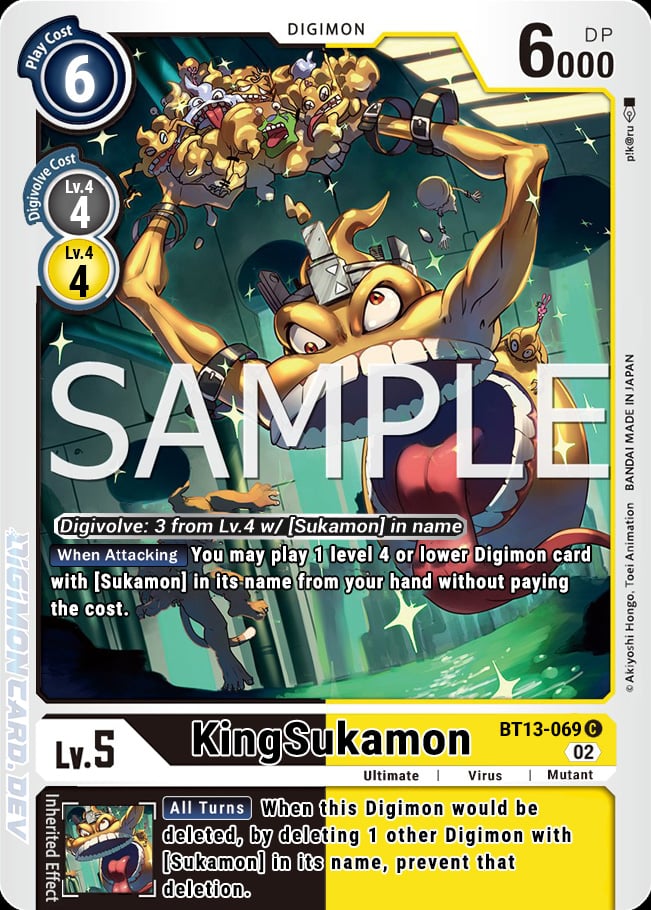 DIGIMON
Play Cost
6
DP
6000
Digivolve Cost
Lv.4
4
Lv.4
4
p!k@ru
SAMPLE
Digivolve: 3 from Lv.4 w/ [Sukamon] in name
When Attacking You may play 1 level 4 or lower Digimon card
with [Sukamon] in its name from your hand without paying
the cost.
© Akiyoshi Hongo, Toei Animation BANDAI MADE IN JAPAN
DIGIMONCARD.DEV
Lv.5
KingSukamon
BT13-069 C
02
Ultimate | Virus | Mutant
Inherited Effect
All Turns When this Digimon would be
deleted, by deleting 1 other Digimon with
[Sukamon] in its name, prevent that
deletion.